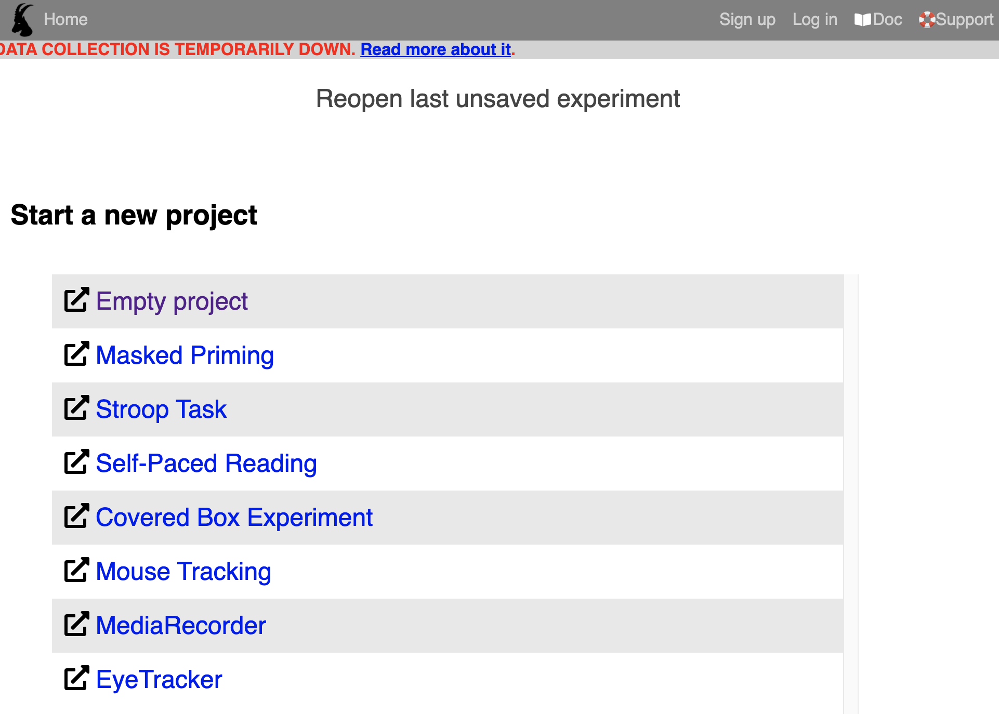 Home Sign up Log in Doc Support
DATA COLLECTION IS TEMPORARILY DOWN. Read more about it.
Reopen last unsaved experiment
Start a new project
Empty project
Masked Priming
Stroop Task
Self-Paced Reading
Covered Box Experiment
Mouse Tracking
MediaRecorder
EyeTracker